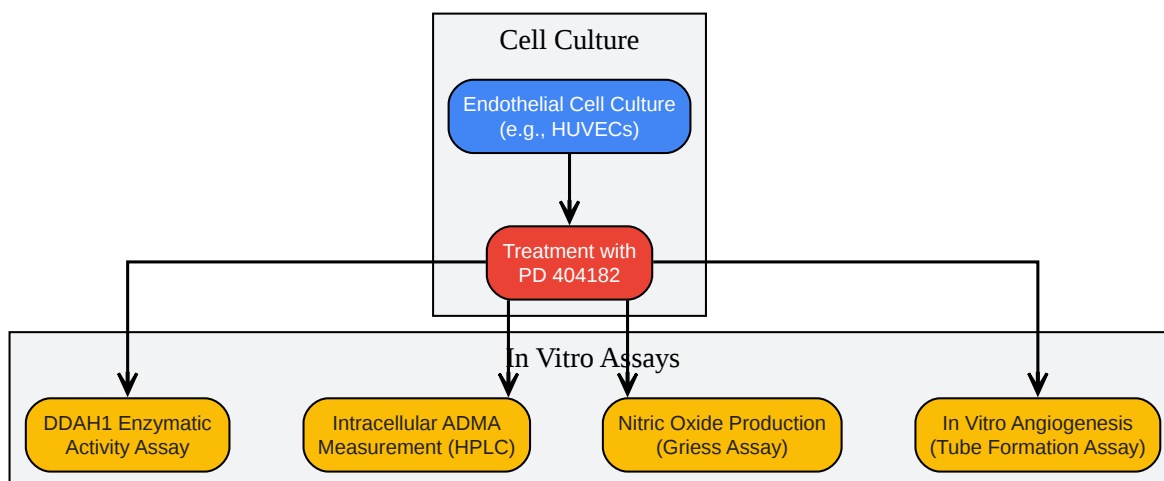 Cell Culture
Endothelial Cell Culture
(e.g., HUVECs)
Treatment with
PD 404182
In Vitro Assays
DDAH1 Enzymatic
Activity Assay
Intracellular ADMA
Measurement (HPLC)
Nitric Oxide Production
(Griess Assay)
In Vitro Angiogenesis
(Tube Formation Assay)